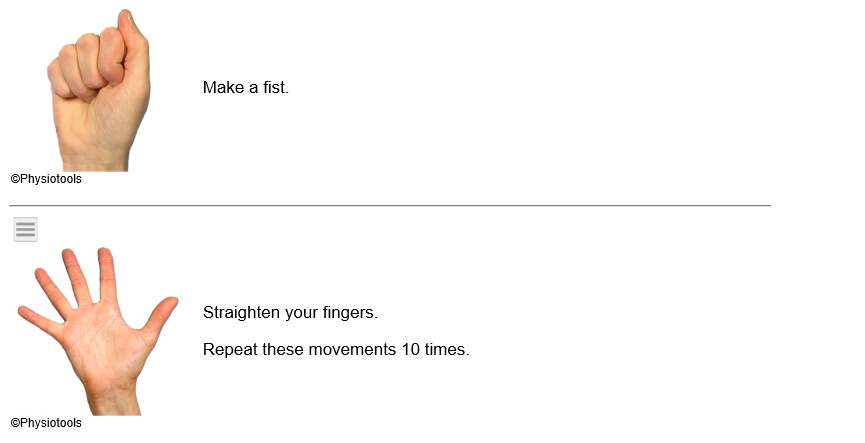 Make a fist.
©Physiotools
Straighten your fingers.
Repeat these movements 10 times.
©Physiotools